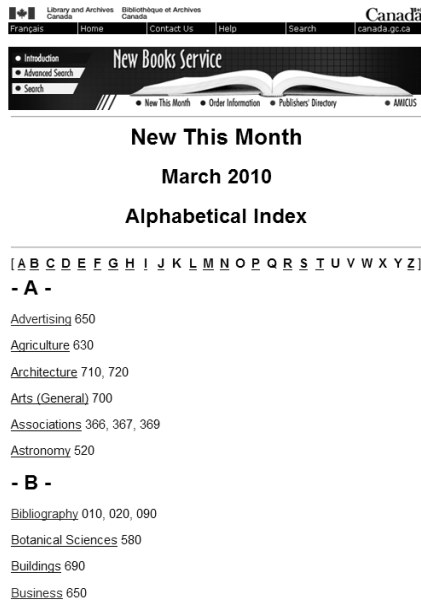 Library and Archives Canada
Bibliothèque et Archives Canada
Canada
Français Home Contact Us Help Search canada.gc.ca
Introduction
Advanced Search
Search
New Books Service
New This Month Order Information Publishers' Directory AMICUS
New This Month
March 2010
Alphabetical Index
[ A B C D E F G H I J K L M N O P Q R S T U V W X Y Z ]
- A -
Advertising 650
Agriculture 630
Architecture 710, 720
Arts (General) 700
Associations 366, 367, 369
Astronomy 520
- B -
Bibliography 010, 020, 090
Botanical Sciences 580
Buildings 690
Business 650